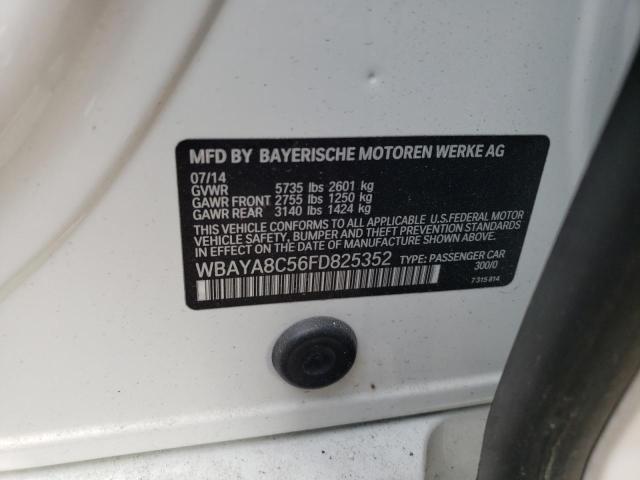 MFD BY BAYERISCHE MOTOREN WERKE AG
07/14
GVWR 5735 lbs 2601 kg
GAWR FRONT 2755 lbs 1250 kg
GAWR REAR 3140 lbs 1424 kg
THIS VEHICLE CONFORMS TO ALL APPLICABLE U.S.FEDERAL MOTOR
VEHICLE SAFETY, BUMPER, AND THEFT PREVENTION STANDARDS
IN EFFECT ON THE DATE OF MANUFACTURE SHOWN ABOVE.
WBAYA8C56FD825352 TYPE: PASSENGER CAR
300/0
7 315 814